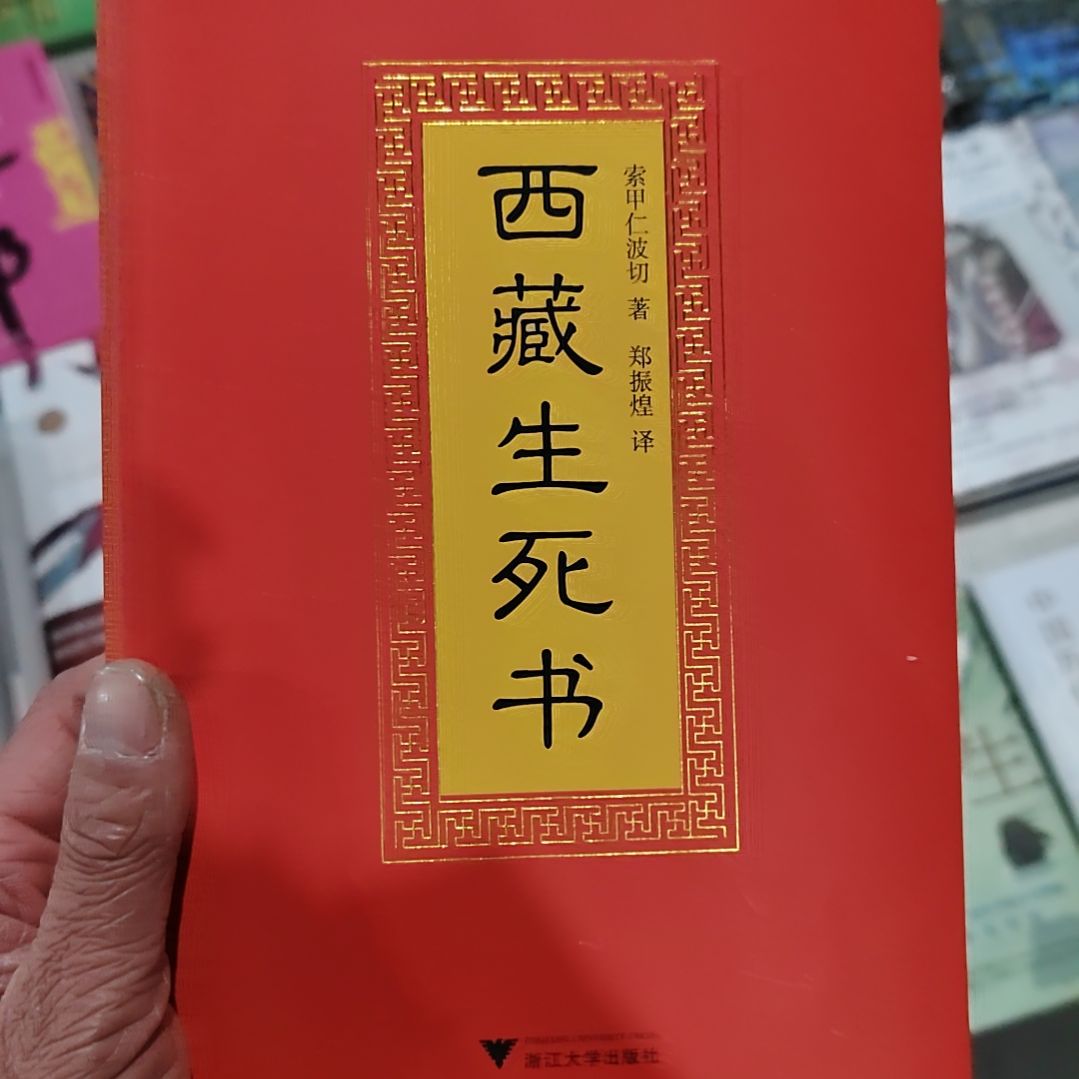 西藏生死书
索甲仁波切 著 郑振煌 译
浙江大学出版社